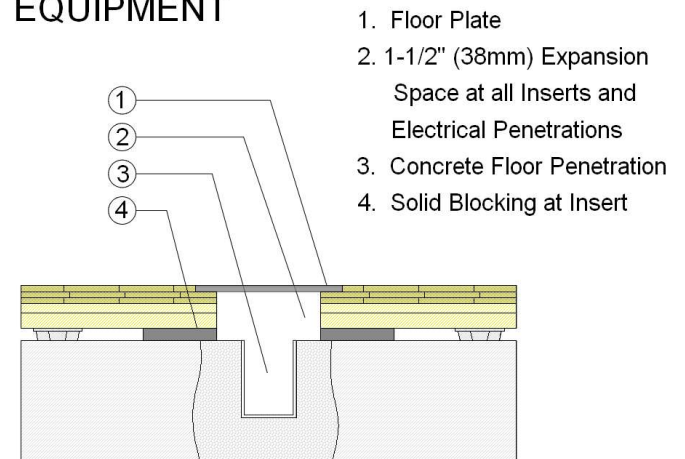 EQUIPMENT
1. Floor Plate
2. 1-1/2" (38mm) Expansion
Space at all Inserts and
Electrical Penetrations
3. Concrete Floor Penetration
4. Solid Blocking at Insert
1
2
3
4